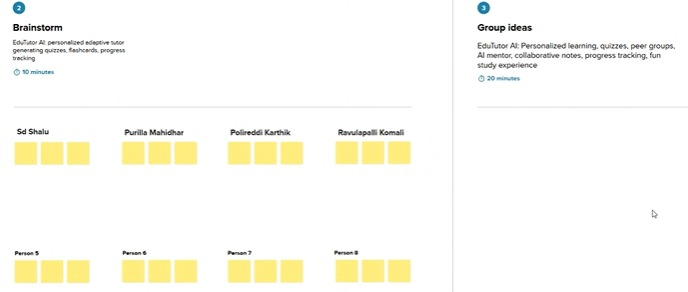 2
Brainstorm
EduTutor AI: personalized adaptive tutor
generating quizzes, flashcards, progress
tracking
10 minutes
Sd Shalu
Purilla Mahidhar
Polireddi Karthik
Ravulapalli Komali
Person 5
Person 6
Person 7
Person 8
3
Group ideas
EduTutor AI: Personalized learning, quizzes, peer groups,
AI mentor, collaborative notes, progress tracking, fun
study experience
20 minutes